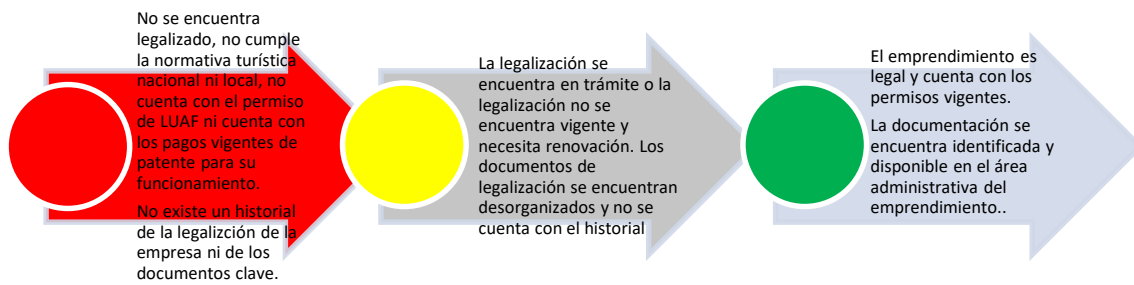 No se encuentra
legalizado, no cumple
la normativa turística
nacional ni local, no
cuenta con el permiso
de LUAF ni cuenta con
los pagos vigentes de
patente para su
funcionamiento.
No existe un historial
de la legalizción de la
empresa ni de los
documentos clave.
La legalización se
encuentra en trámite o la
legalización no se
encuentra vigente y
necesita renovación. Los
documentos de
legalización se encuentran
desorganizados y no se
cuenta con el historial
El emprendimiento es
legal y cuenta con los
permisos vigentes.
La documentación se
encuentra identificada y
disponible en el área
administrativa del
emprendimiento..